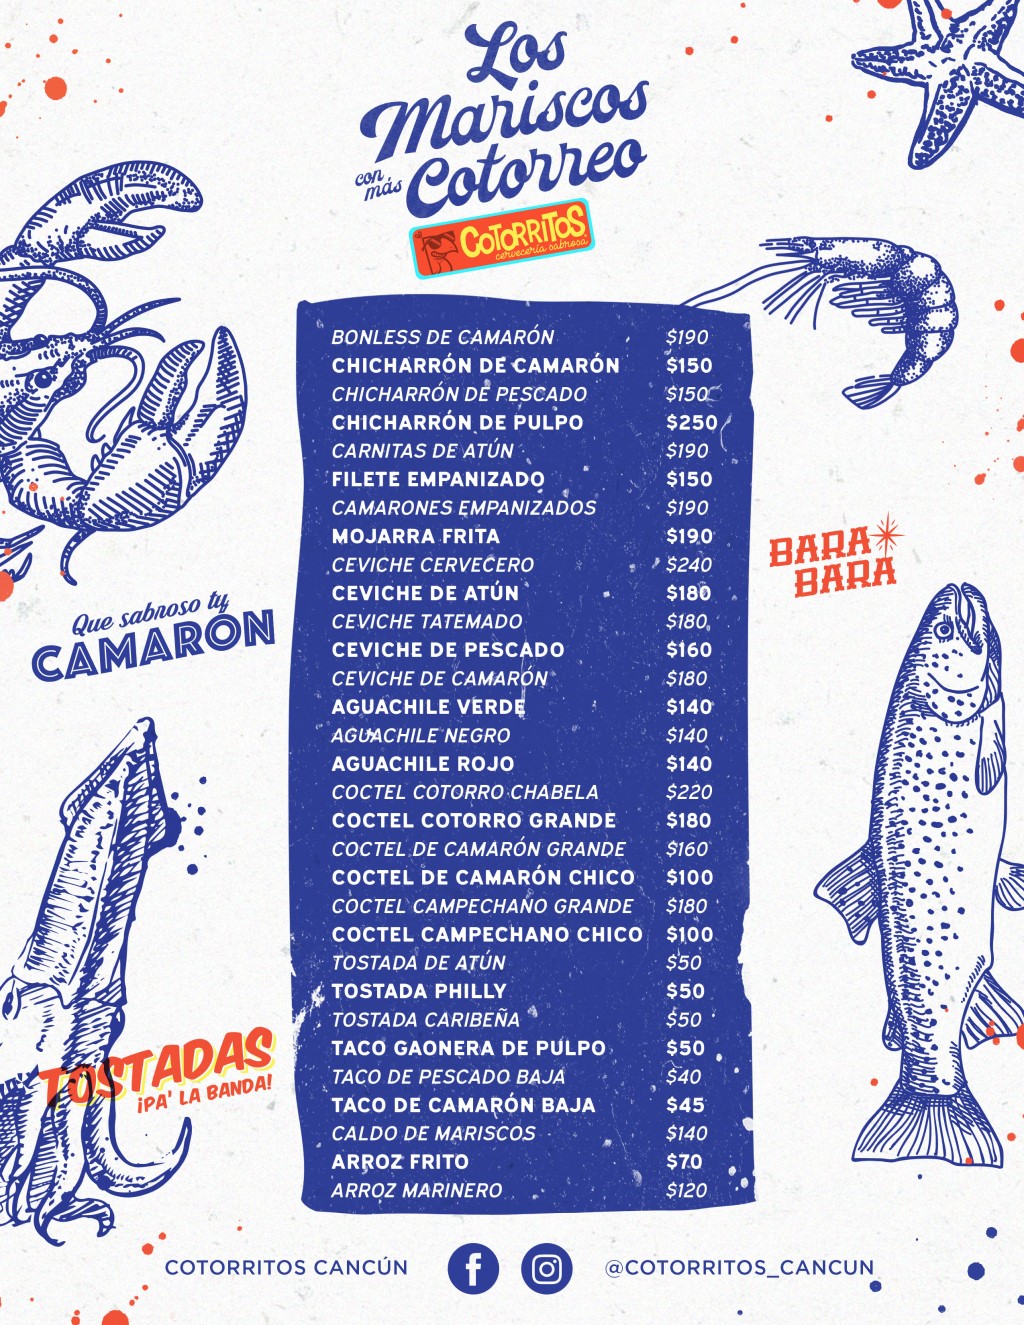 Los
Mariscos
con más Cotorreo
COTORRITOS
cervecería sabrosa
BONLESS DE CAMARÓN $190
CHICHARRÓN DE CAMARÓN $150
CHICHARRÓN DE PESCADO $150
CHICHARRÓN DE PULPO $250
CARNITAS DE ATÚN $190
FILETE EMPANIZADO $150
CAMARONES EMPANIZADOS $190
MOJARRA FRITA $190
CEVICHE CERVECERO $240
CEVICHE DE ATÚN $180
CEVICHE TATEMADO $180
CEVICHE DE PESCADO $160
CEVICHE DE CAMARÓN $180
AGUACHILE VERDE $140
AGUACHILE NEGRO $140
AGUACHILE ROJO $140
COCTEL COTORRO CHABELA $220
COCTEL COTORRO GRANDE $180
COCTEL DE CAMARÓN GRANDE $160
COCTEL DE CAMARÓN CHICO $100
COCTEL CAMPECHANO GRANDE $180
COCTEL CAMPECHANO CHICO $100
TOSTADA DE ATÚN $50
TOSTADA PHILLY $50
TOSTADA CARIBEÑA $50
TACO GAONERA DE PULPO $50
TACO DE PESCADO BAJA $40
TACO DE CAMARÓN BAJA $45
CALDO DE MARISCOS $140
ARROZ FRITO $70
ARROZ MARINERO $120
Que sabroso ty
CAMARÓN
BARA
BARA
TOSTADAS
¡PA' LA BANDA!
COTORRITOS CANCÚN
@COTORRITOS_CANCUN